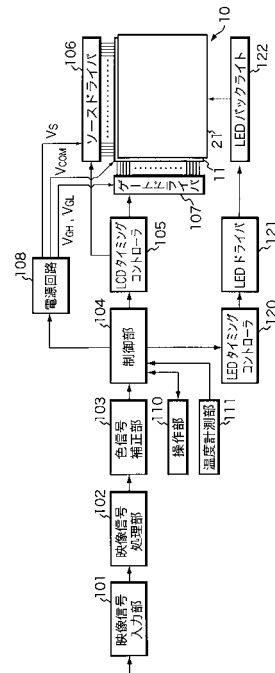 101
映像信号
入力部
102
映像信号
処理部
103
色信号
補正部
104
制御部
105
LCDタイミング
コントローラ
106
ソースドライバ
107
ゲートドライバ
108
電源回路
VS
VCOM
VGH, VGL
10
11
21
110
操作部
111
温度計測部
120
LEDタイミング
コントローラ
121
LEDドライバ
122
LEDバックライト